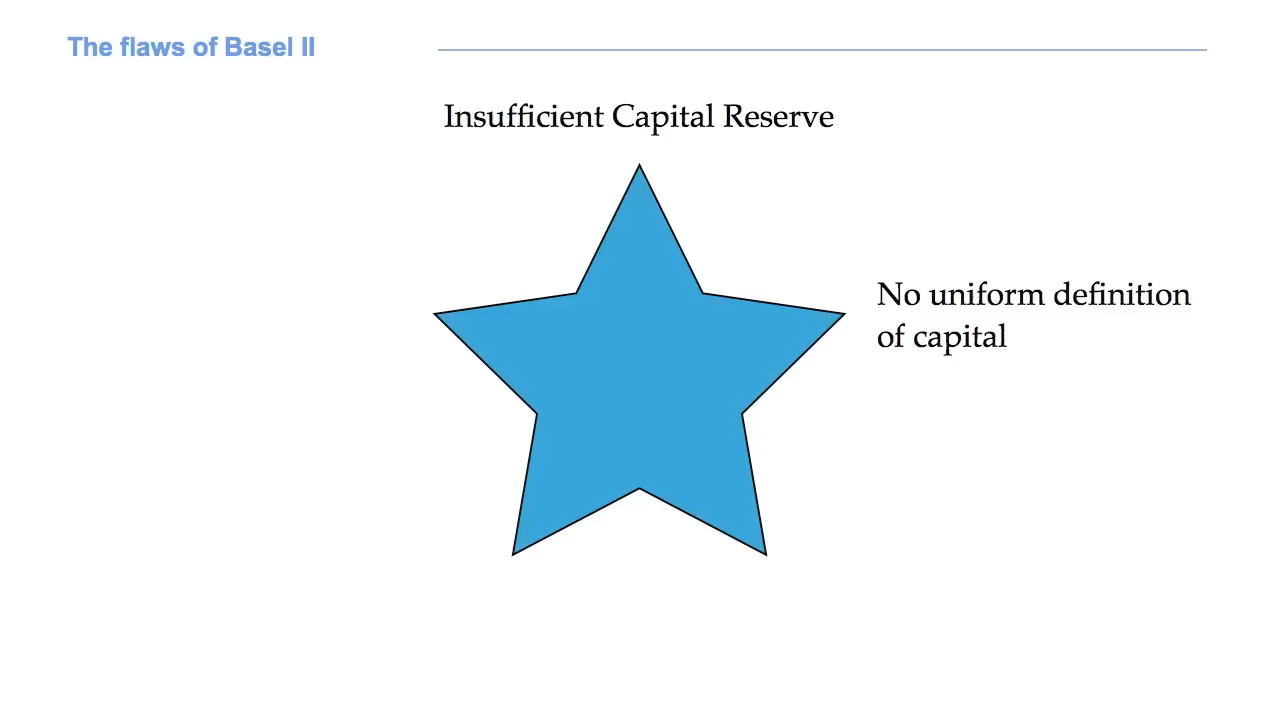 The flaws of Basel II
Insufficient Capital Reserve
No uniform definition
of capital